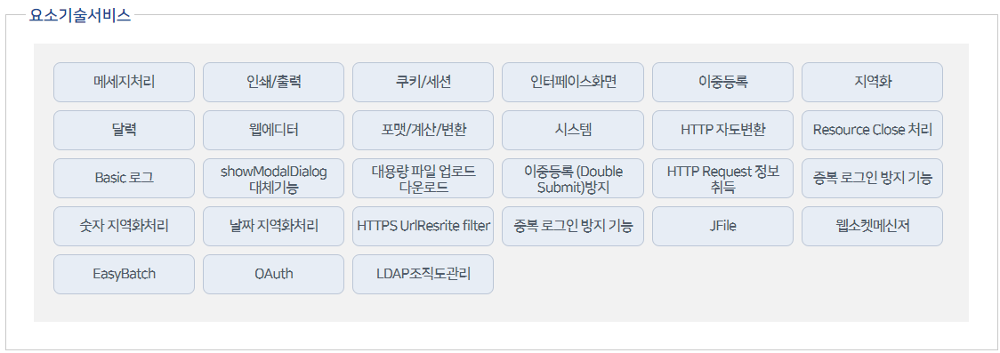 요소기술서비스
메세지처리
인쇄/출력
쿠키/세션
인터페이스화면
이중등록
지역화
달력
웹에디터
포맷/계산/변환
시스템
HTTP 자도변환
Resource Close 처리
Basic 로그
showModalDialog
대체기능
대용량 파일 업로드
다운로드
이중등록 (Double
Submit)방지
HTTP Request 정보
취득
중복 로그인 방지 기능
숫자 지역화처리
날짜 지역화처리
HTTPS UrlResrite filter
중복 로그인 방지 기능
JFile
웹소켓메신저
EasyBatch
OAuth
LDAP조직도관리